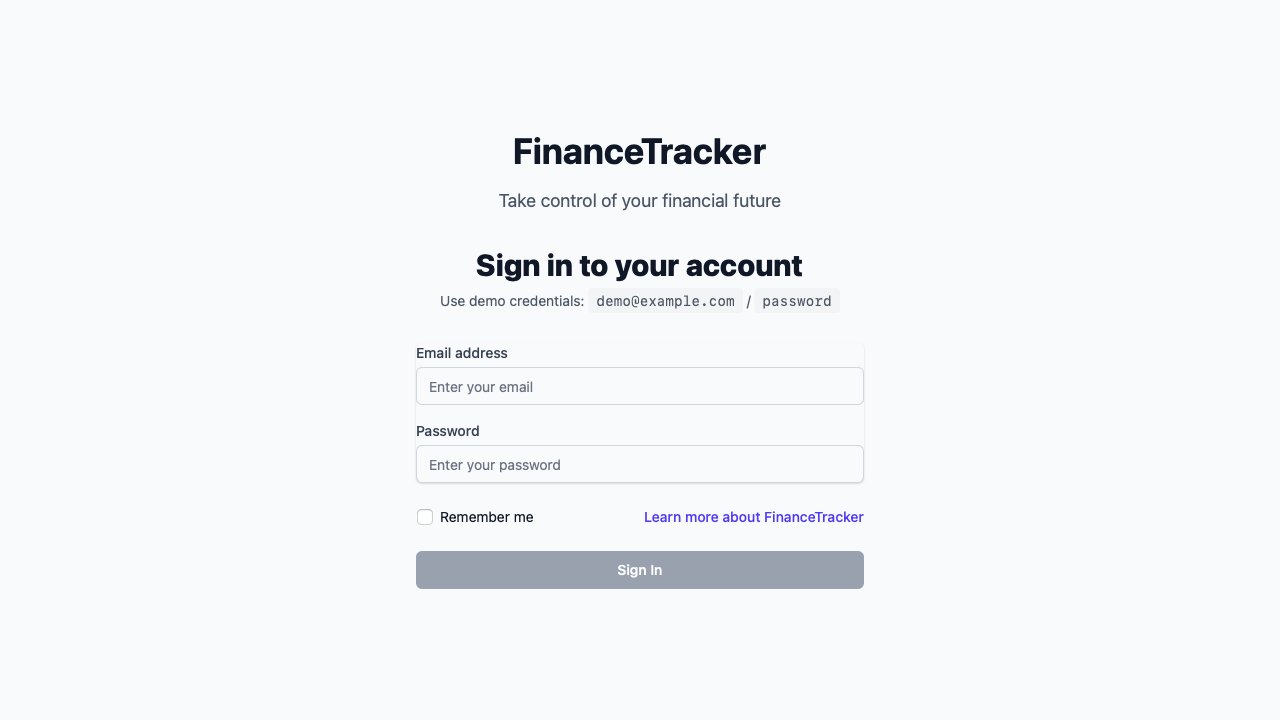 FinanceTracker
Take control of your financial future
Sign in to your account
Use demo credentials: demo@example.com / password
Email address
Enter your email
Password
Enter your password
Remember me Learn more about FinanceTracker
Sign In